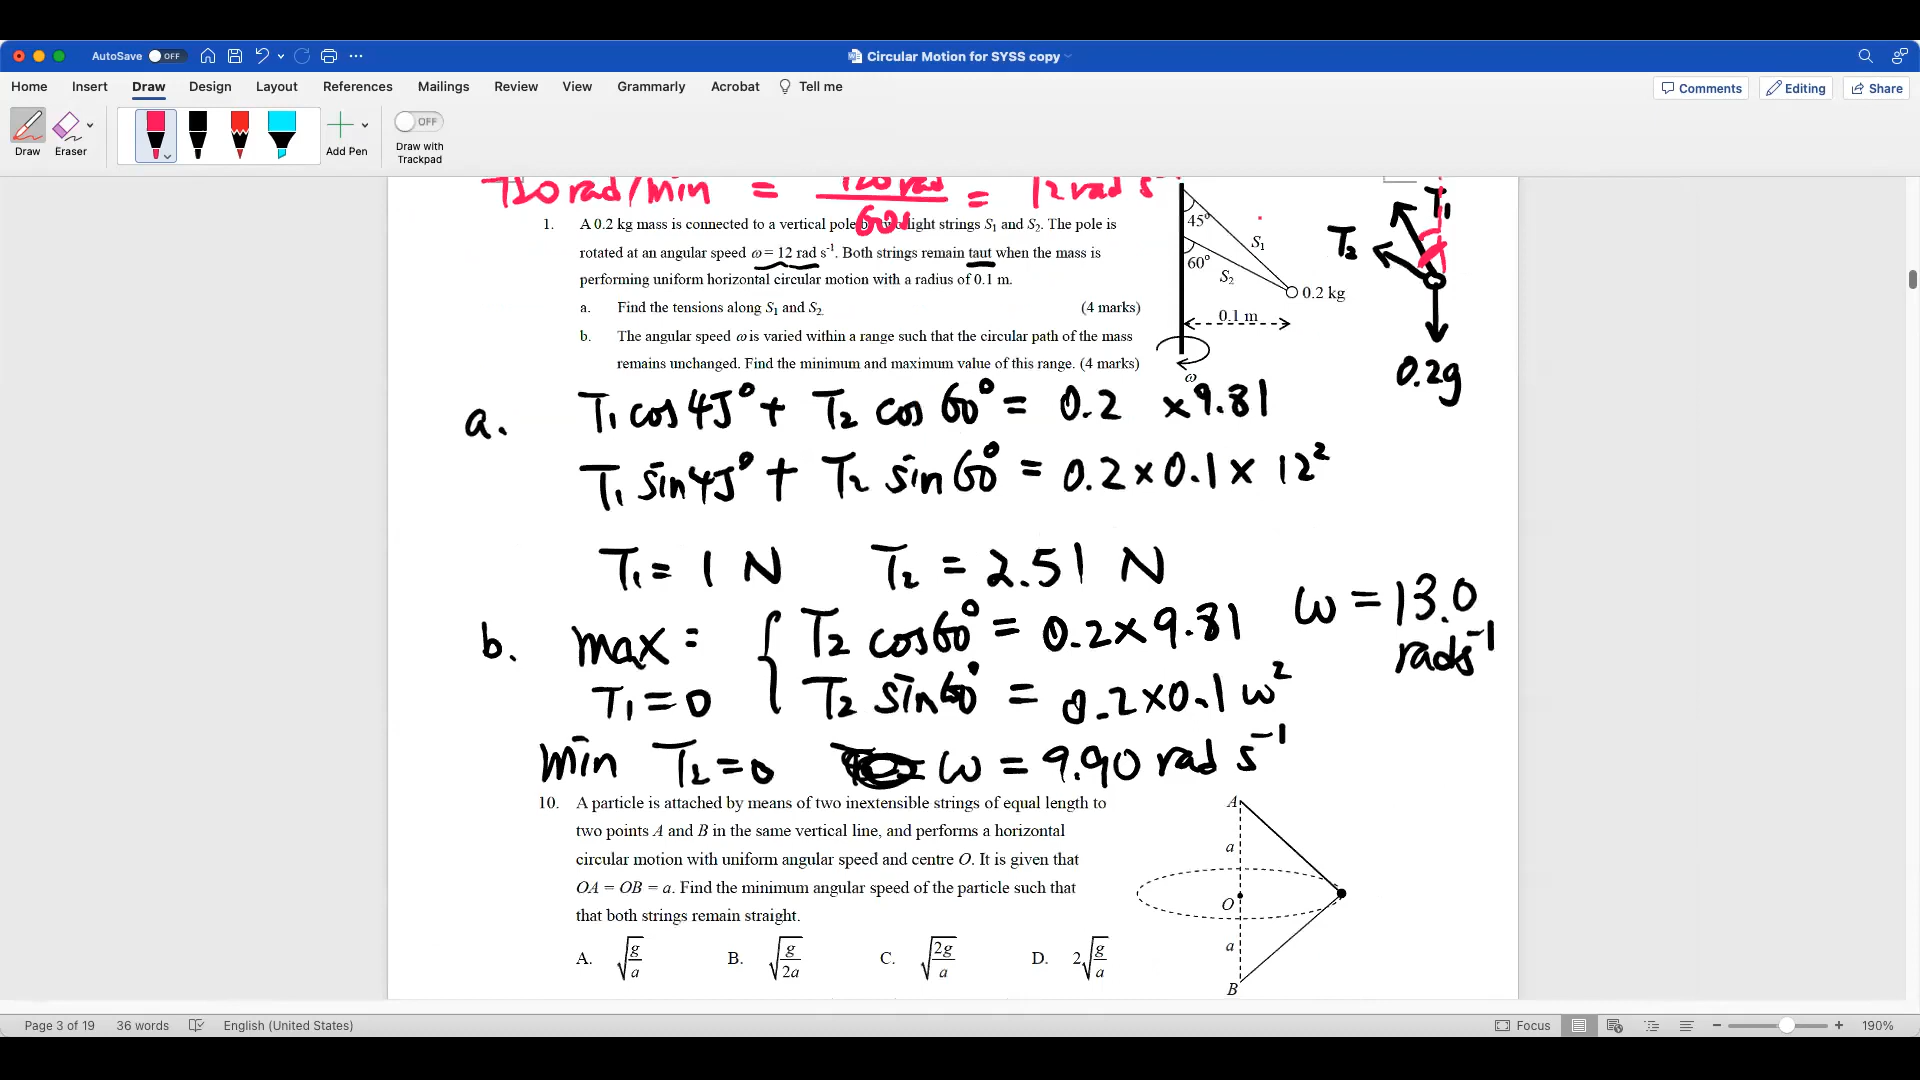 AutoSave OFF
Circular Motion for SYSS copy
Home Insert Draw Design Layout References Mailings Review View Grammarly Acrobat Tell me
Comments Editing Share
OFF
Draw Eraser Add Pen Draw with Trackpad
720 rad/min = 720 rad / 60s = 12 rad s
1. A 0.2 kg mass is connected to a vertical pole by two light strings S1 and S2. The pole is
rotated at an angular speed ω = 12 rad s⁻¹. Both strings remain taut when the mass is
performing uniform horizontal circular motion with a radius of 0.1 m.
a. Find the tensions along S1 and S2. (4 marks)
b. The angular speed ω is varied within a range such that the circular path of the mass
remains unchanged. Find the minimum and maximum value of this range. (4 marks)
45°
S1
60°
S2
0.2 kg
0.1 m
ω
T1
T2
0.2g
a. T1 cos 45° + T2 cos 60° = 0.2 × 9.81
T1 sin 45° + T2 sin 60° = 0.2 × 0.1 × 12²
T1 = 1 N T2 = 2.51 N
b. max : T2 cos 60° = 0.2 × 9.81
ω = 13.0 rad s⁻¹
T1 = 0 T2 sin 60° = 0.2 × 0.1 ω²
min T2 = 0 ω = 9.90 rad s⁻¹
10. A particle is attached by means of two inextensible strings of equal length to
two points A and B in the same vertical line, and performs a horizontal
circular motion with uniform angular speed and centre O. It is given that
OA = OB = a. Find the minimum angular speed of the particle such that
that both strings remain straight.
A. √(g/a) B. √(g/2a) C. √(2g/a) D. 2√(g/a)
A
a
O
a
B
Page 3 of 19 36 words English (United States) Focus 190%